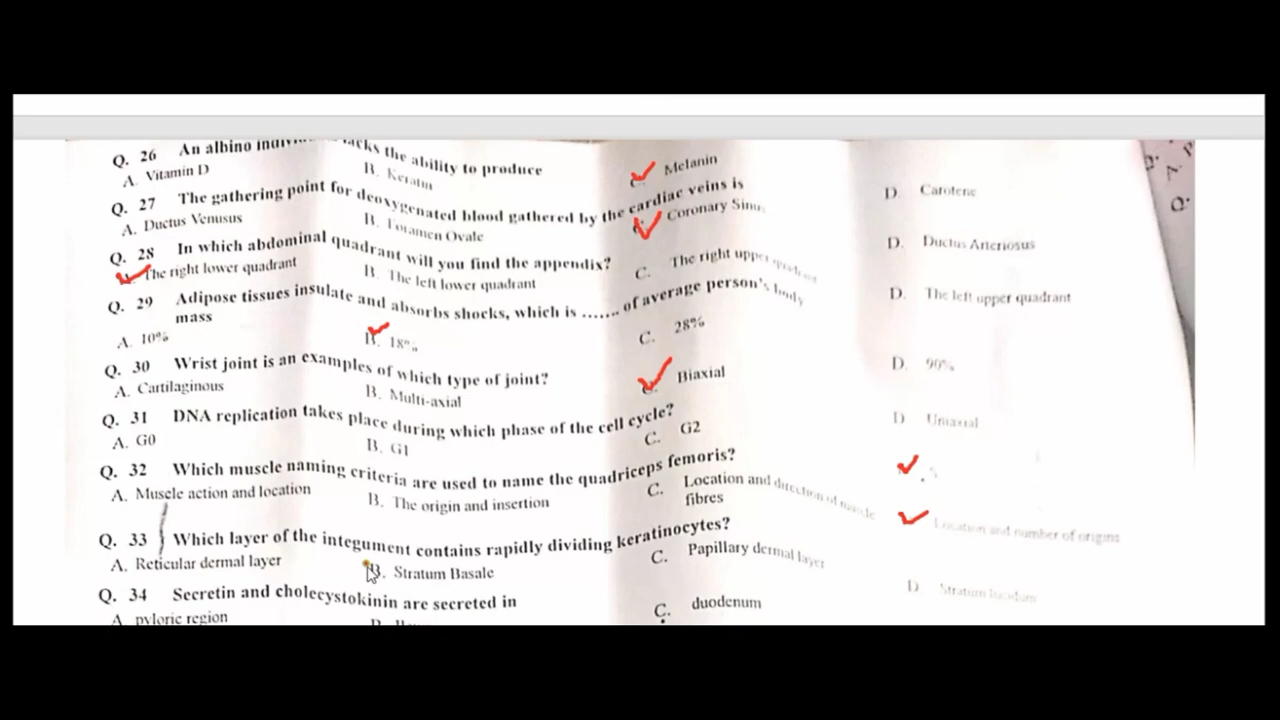 Q. 26 An albino lacks the ability to produce
A. Vitamin D B. Keratin C. Melanin D. Carotene
Q. 27 The gathering point for deoxygenated blood gathered by the cardiac veins is
A. Ductus Venusus B. Foramen Ovale Coronary Sinus D. Ductus Arteriosus
Q. 28 In which abdominal quadrant will you find the appendix?
The right lower quadrant B. The left lower quadrant C. The right upper quadrant D. The left upper quadrant
Q. 29 Adipose tissues insulate and absorbs shocks, which is ....... of average person's body
mass
A. 10% B. 18% C. 28% D. 90%
Q. 30 Wrist joint is an examples of which type of joint?
A. Cartilaginous B. Multi-axial C. Biaxial D Uniaxial
Q. 31 DNA replication takes place during which phase of the cell cycle?
A. G0 B. G1 C. G2
Q. 32 Which muscle naming criteria are used to name the quadriceps femoris?
A. Muscle action and location B. The origin and insertion C. Location and direction of muscle
fibres Location and number of origins
Q. 33 Which layer of the integument contains rapidly dividing keratinocytes?
A. Reticular dermal layer B. Stratum Basale C. Papillary dermal layer D. Stratum lucidum
Q. 34 Secretin and cholecystokinin are secreted in
A pyloric region C. duodenum